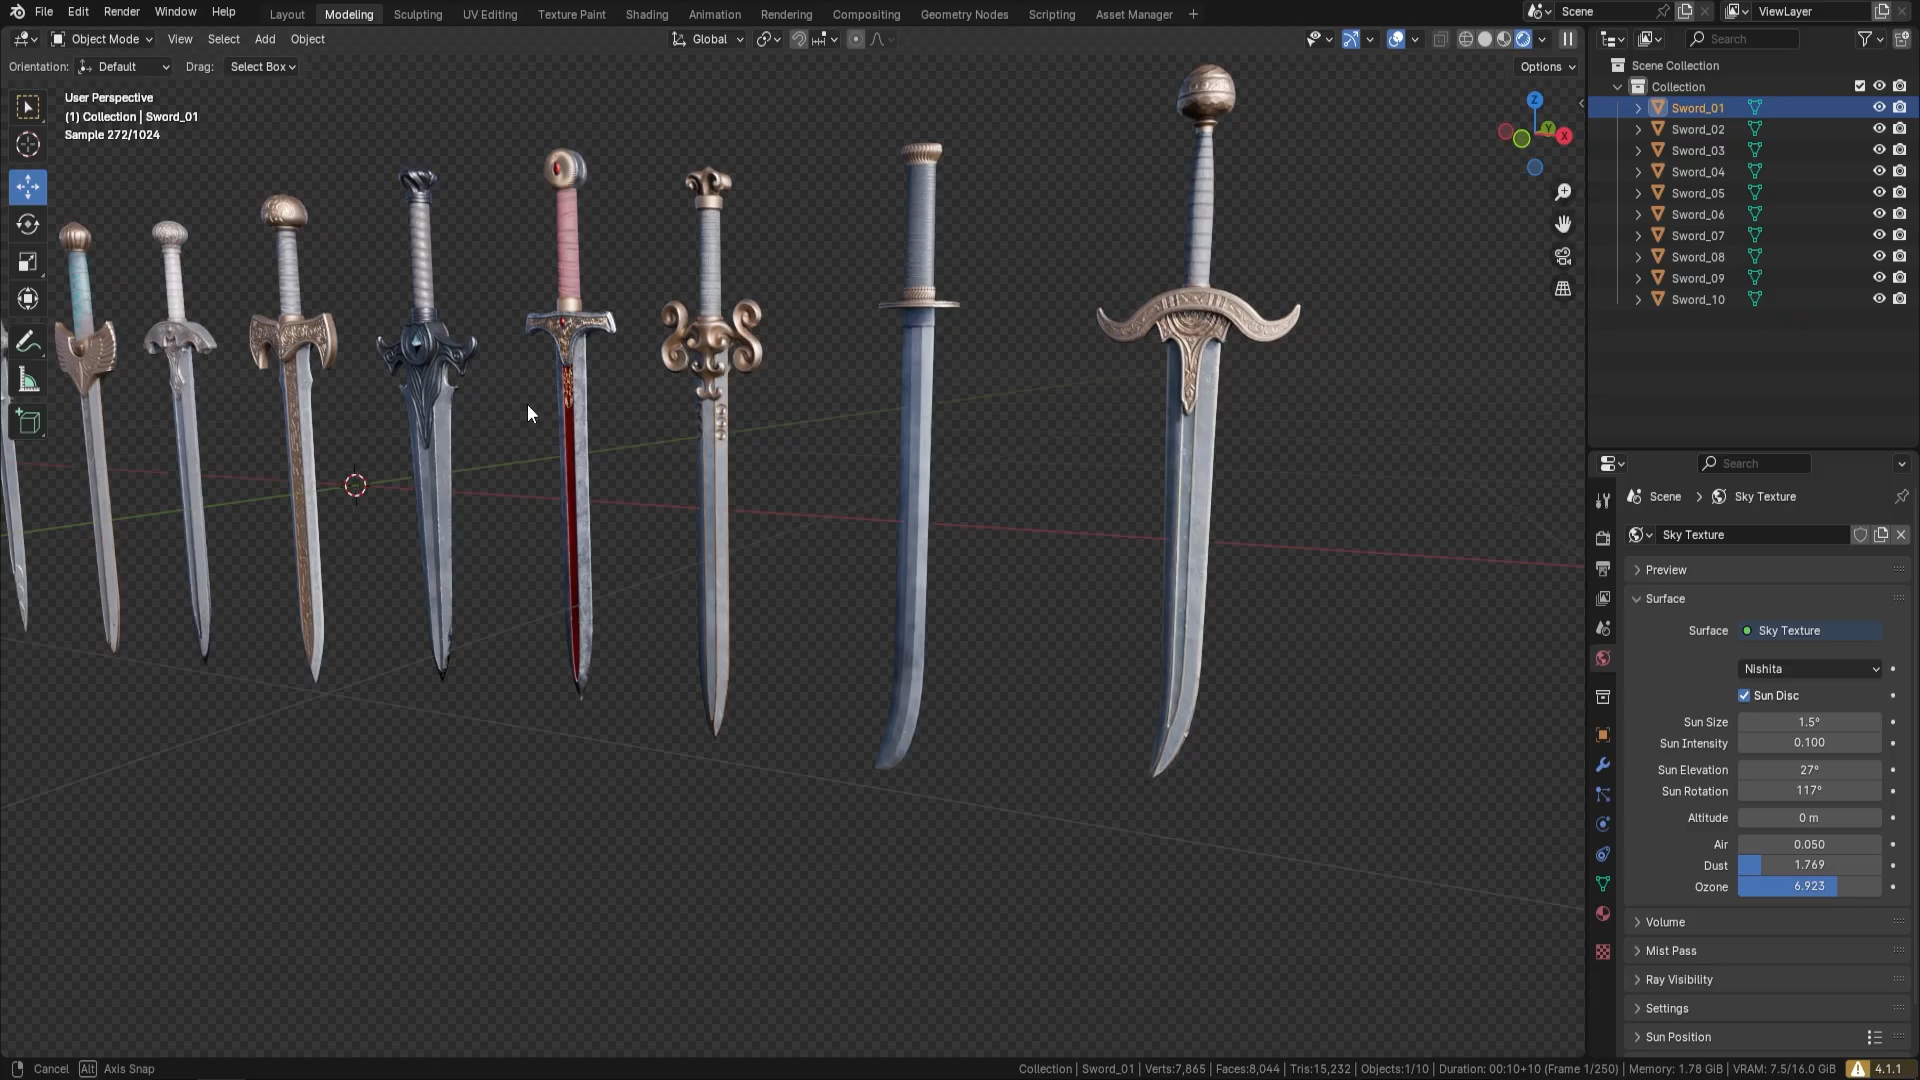 File Edit Render Window Help
Layout Modeling Sculpting UV Editing Texture Paint Shading Animation Rendering Compositing Geometry Nodes Scripting Asset Manager +
Scene ViewLayer
Object Mode View Select Add Object Global
Orientation: Default Drag: Select Box Options
User Perspective
(1) Collection | Sword_01
Sample 272/1024
Z
Y
X
Search
Scene Collection
Collection
Sword_01
Sword_02
Sword_03
Sword_04
Sword_05
Sword_06
Sword_07
Sword_08
Sword_09
Sword_10
Search
Scene > Sky Texture
Sky Texture
Preview
Surface
Surface Sky Texture
Nishita
Sun Disc
Sun Size 1.5°
Sun Intensity 0.100
Sun Elevation 27°
Sun Rotation 117°
Altitude 0 m
Air 0.050
Dust 1.769
Ozone 6.923
Volume
Mist Pass
Ray Visibility
Settings
Sun Position
Cancel Alt Axis Snap
Collection | Sword_01 | Verts:7,865 | Faces:8,044 | Tris:15,232 | Objects:1/10 | Duration: 00:10+10 (Frame 1/250) | Memory: 1.78 GiB | VRAM: 7.5/16.0 GiB 4.1.1